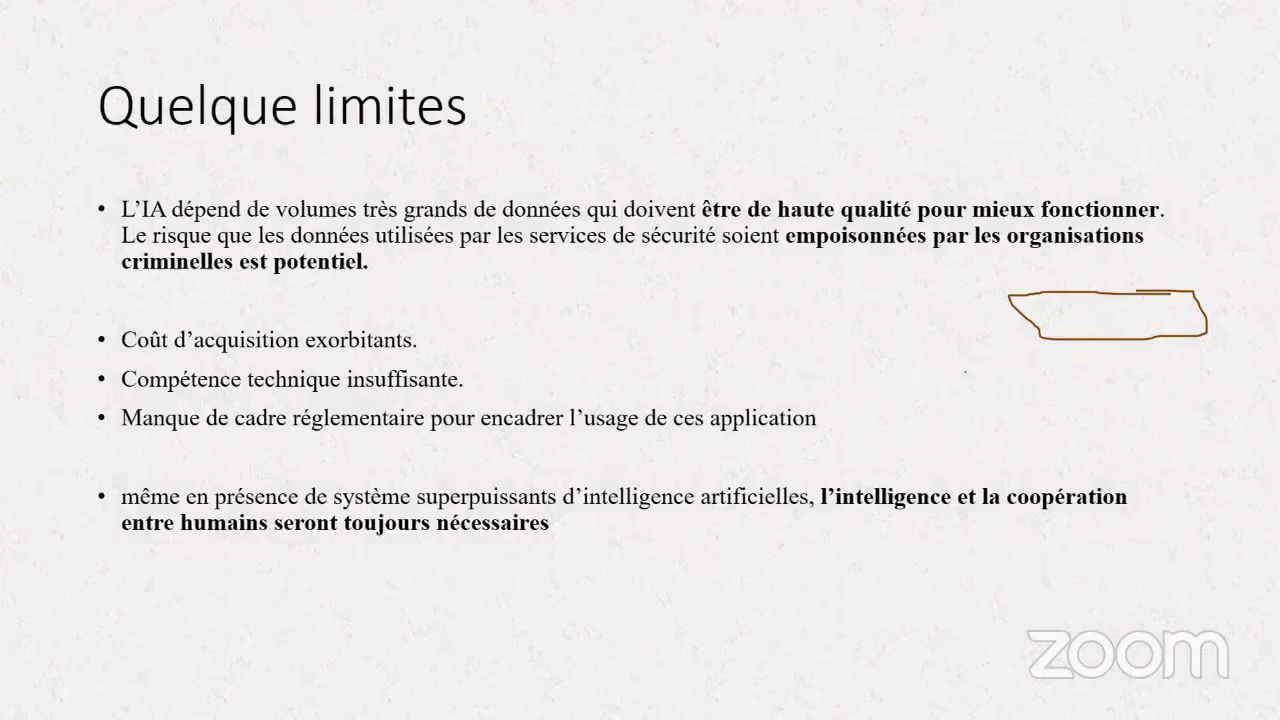 Quelque limites
• L’IA dépend de volumes très grands de données qui doivent être de haute qualité pour mieux fonctionner.
Le risque que les données utilisées par les services de sécurité soient empoisonnées par les organisations
criminelles est potentiel.
• Coût d’acquisition exorbitants.
• Compétence technique insuffisante.
• Manque de cadre réglementaire pour encadrer l’usage de ces application
• même en présence de système superpuissants d’intelligence artificielles, l’intelligence et la coopération
entre humains seront toujours nécessaires
zoom